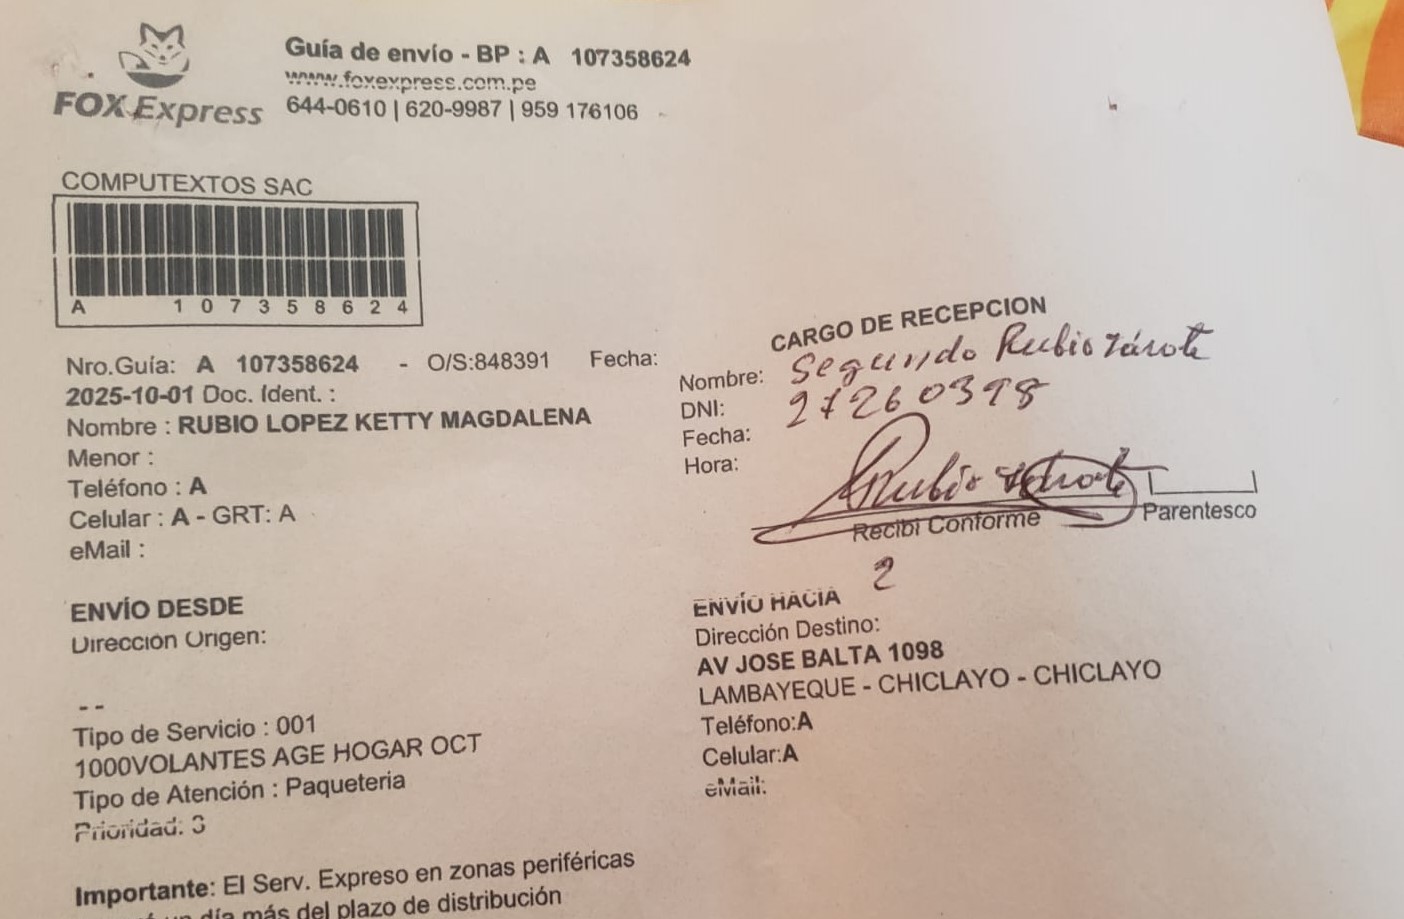 FOX Express
Guía de envío - BP : A 107358624
www.foxexpress.com.pe
644-0610 | 620-9987 | 959 176106
COMPUTEXTOS SAC
A 107358624
Nro.Guía: A 107358624 - O/S:848391 Fecha:
2025-10-01 Doc. Ident. :
Nombre : RUBIO LOPEZ KETTY MAGDALENA
Menor :
Teléfono : A
Celular : A - GRT: A
eMail :
CARGO DE RECEPCION
Nombre: Segundo Rubio Zárate
DNI: 27260398
Fecha:
Hora:
Rubio Zárate
Recibi Conforme
Parentesco
2
ENVÍO DESDE
Dirección Origen:
--
Tipo de Servicio : 001
1000VOLANTES AGE HOGAR OCT
Tipo de Atención : Paqueteria
Prioridad: 3
ENVÍO HACIA
Dirección Destino:
AV JOSE BALTA 1098
LAMBAYEQUE - CHICLAYO - CHICLAYO
Teléfono:A
Celular:A
eMail:
Importante: El Serv. Expreso en zonas periféricas
un día más del plazo de distribución